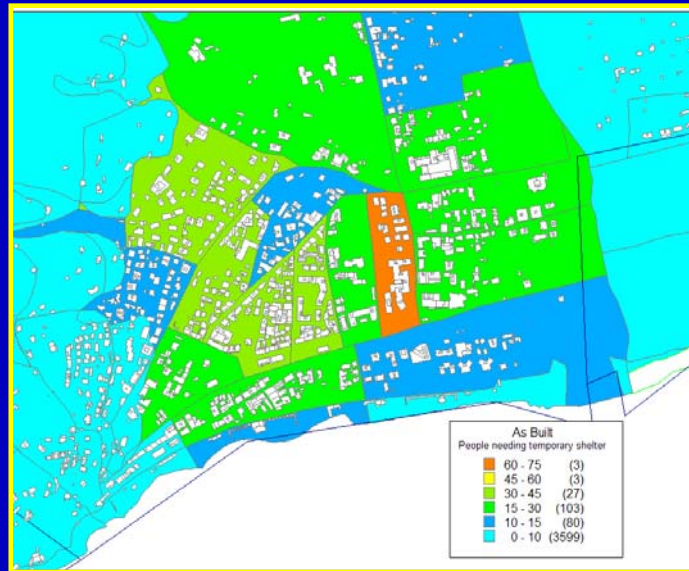 As Built
People needing temporary shelter
60 - 75 (3)
45 - 60 (3)
30 - 45 (27)
15 - 30 (103)
10 - 15 (80)
0 - 10 (3599)